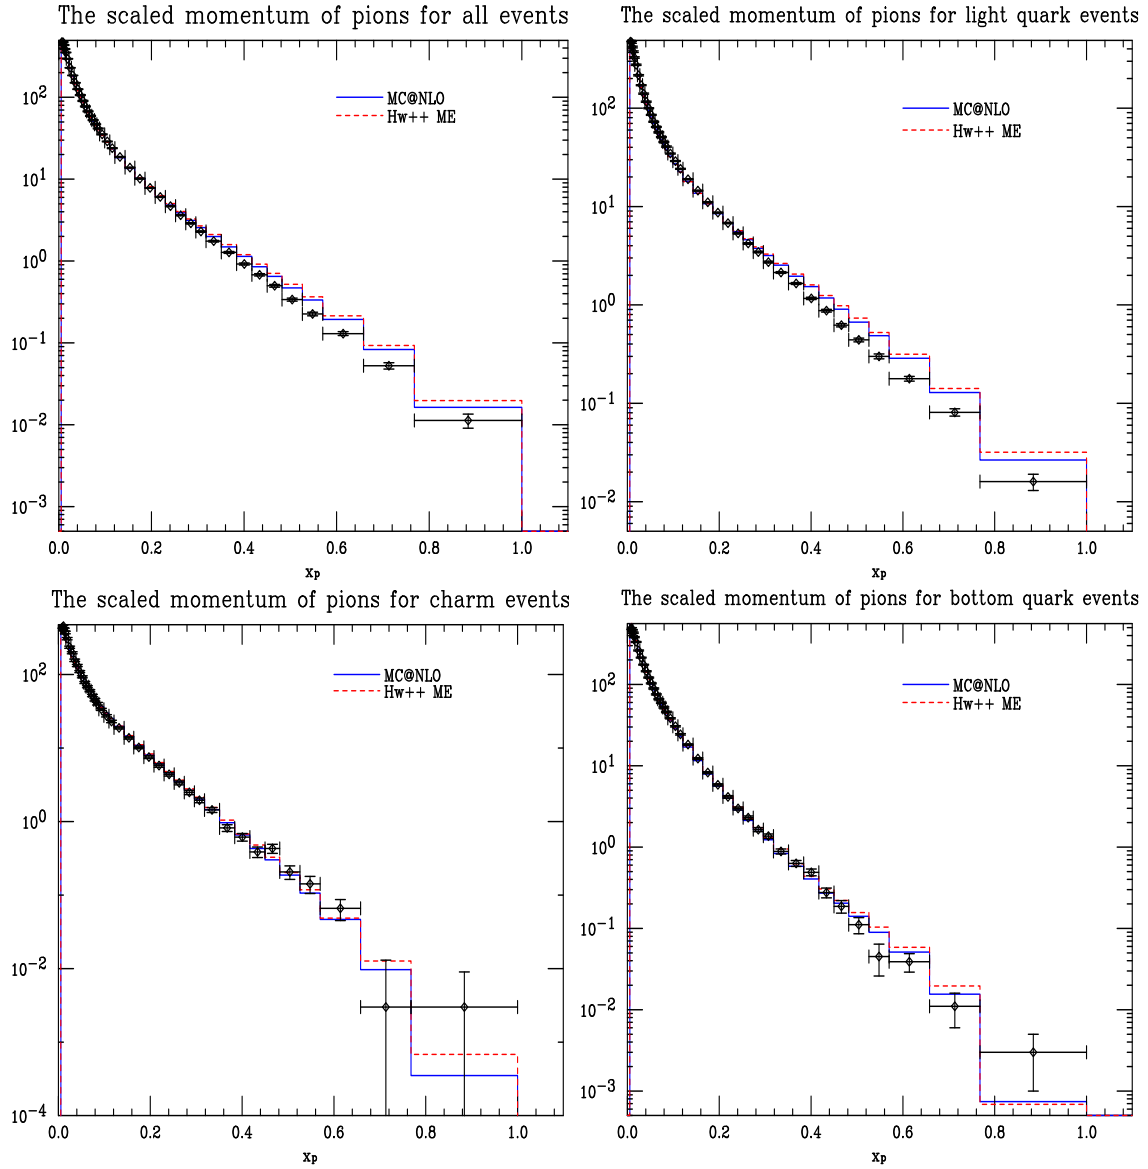 The scaled momentum of pions for all events
10^2
10^1
10^0
10^-1
10^-2
10^-3
MC@NLO
Hw++ ME
0.0 0.2 0.4 0.6 0.8 1.0
xp
The scaled momentum of pions for light quark events
10^2
10^1
10^0
10^-1
10^-2
MC@NLO
Hw++ ME
0.0 0.2 0.4 0.6 0.8 1.0
xp
The scaled momentum of pions for charm events
10^2
10^0
10^-2
10^-4
MC@NLO
Hw++ ME
0.0 0.2 0.4 0.6 0.8 1.0
xp
The scaled momentum of pions for bottom quark events
10^2
10^1
10^0
10^-1
10^-2
10^-3
MC@NLO
Hw++ ME
0.0 0.2 0.4 0.6 0.8 1.0
xp